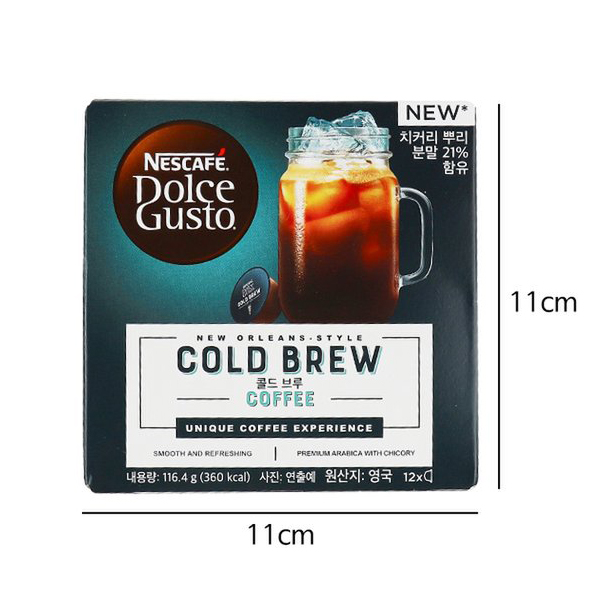 NEW*
치커리 뿌리
분말 21%
함유
NESCAFÉ®
Dolce
Gusto®
COLD BREW
11cm
NEW ORLEANS-STYLE
COLD BREW
콜드 브루
COFFEE
UNIQUE COFFEE EXPERIENCE
SMOOTH AND REFRESHING | PREMIUM ARABICA WITH CHICORY
내용량: 116.4 g (360 kcal) 사진: 연출예 원산지: 영국 12x
11cm